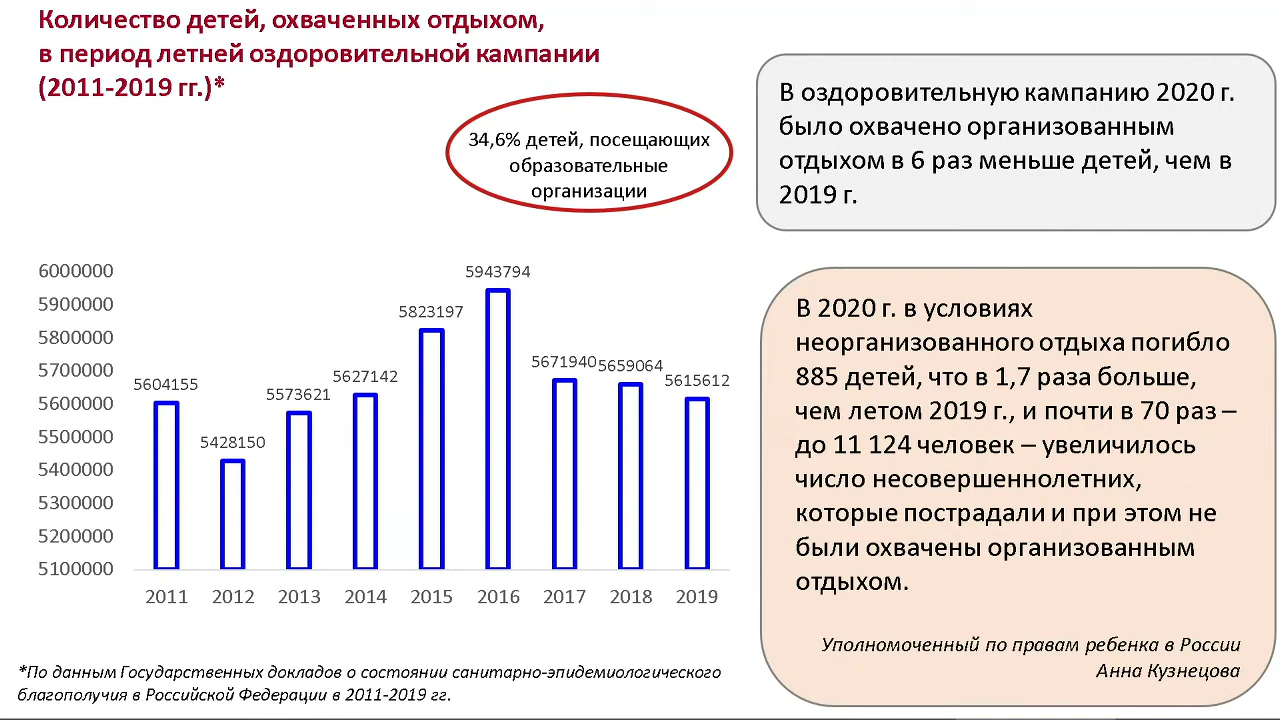 Количество детей, охваченных отдыхом,
в период летней оздоровительной кампании
(2011-2019 гг.)*
34,6% детей, посещающих
образовательные
организации
В оздоровительную кампанию 2020 г.
было охвачено организованным
отдыхом в 6 раз меньше детей, чем в
2019 г.
6000000
5900000
5800000
5700000
5600000
5500000
5400000
5300000
5200000
5100000
5604155
5428150
5573621
5627142
5823197
5943794
5671940
5659064
5615612
2011 2012 2013 2014 2015 2016 2017 2018 2019
В 2020 г. в условиях
неорганизованного отдыха погибло
885 детей, что в 1,7 раза больше,
чем летом 2019 г., и почти в 70 раз –
до 11 124 человек – увеличилось
число несовершеннолетних,
которые пострадали и при этом не
были охвачены организованным
отдыхом.
Уполномоченный по правам ребенка в России
Анна Кузнецова
*По данным Государственных докладов о состоянии санитарно-эпидемиологического
благополучия в Российской Федерации в 2011-2019 гг.